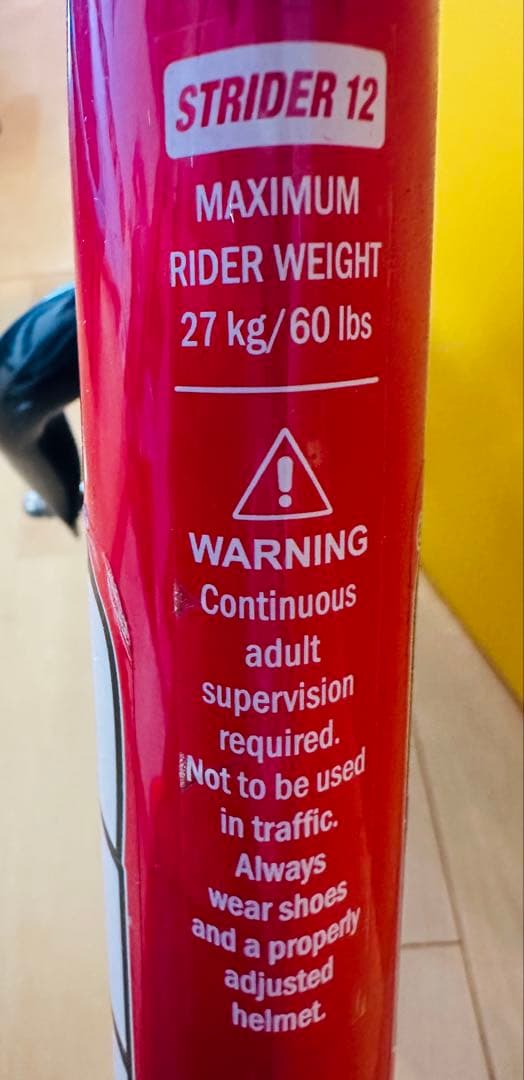 STRIDER 12
MAXIMUM
RIDER WEIGHT
27 kg/60 lbs
WARNING
Continuous
adult
supervision
required.
Not to be used
in traffic.
Always
wear shoes
and a properly
adjusted
helmet.